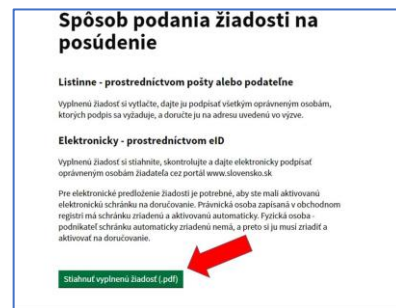 Spôsob podania žiadosti na
posúdenie
Listinne - prostredníctvom pošty alebo podateľne
Vyplnenú žiadosť si vytlačte, dajte ju podpísať všetkým oprávneným osobám,
ktorých podpis sa vyžaduje, a doručte ju na adresu uvedenú vo výzve.
Elektronicky - prostredníctvom eID
Vyplnenú žiadosť si stiahnite, skontrolujte a dajte elektronicky podpísať
oprávneným osobám žiadateľa cez portál www.slovensko.sk
Pre elektronické predloženie žiadosti je potrebné, aby ste mali aktivovanú
elektronickú schránku na doručovanie. Právnická osoba zapísaná v obchodnom
registri má schránku zriadenú a aktivovanú automaticky. Fyzická osoba -
podnikateľ schránku automaticky zriadenú nemá, a preto si ju musí zriadiť a
aktivovať na doručovanie.
Stiahnuť vyplnenú žiadosť (.pdf)